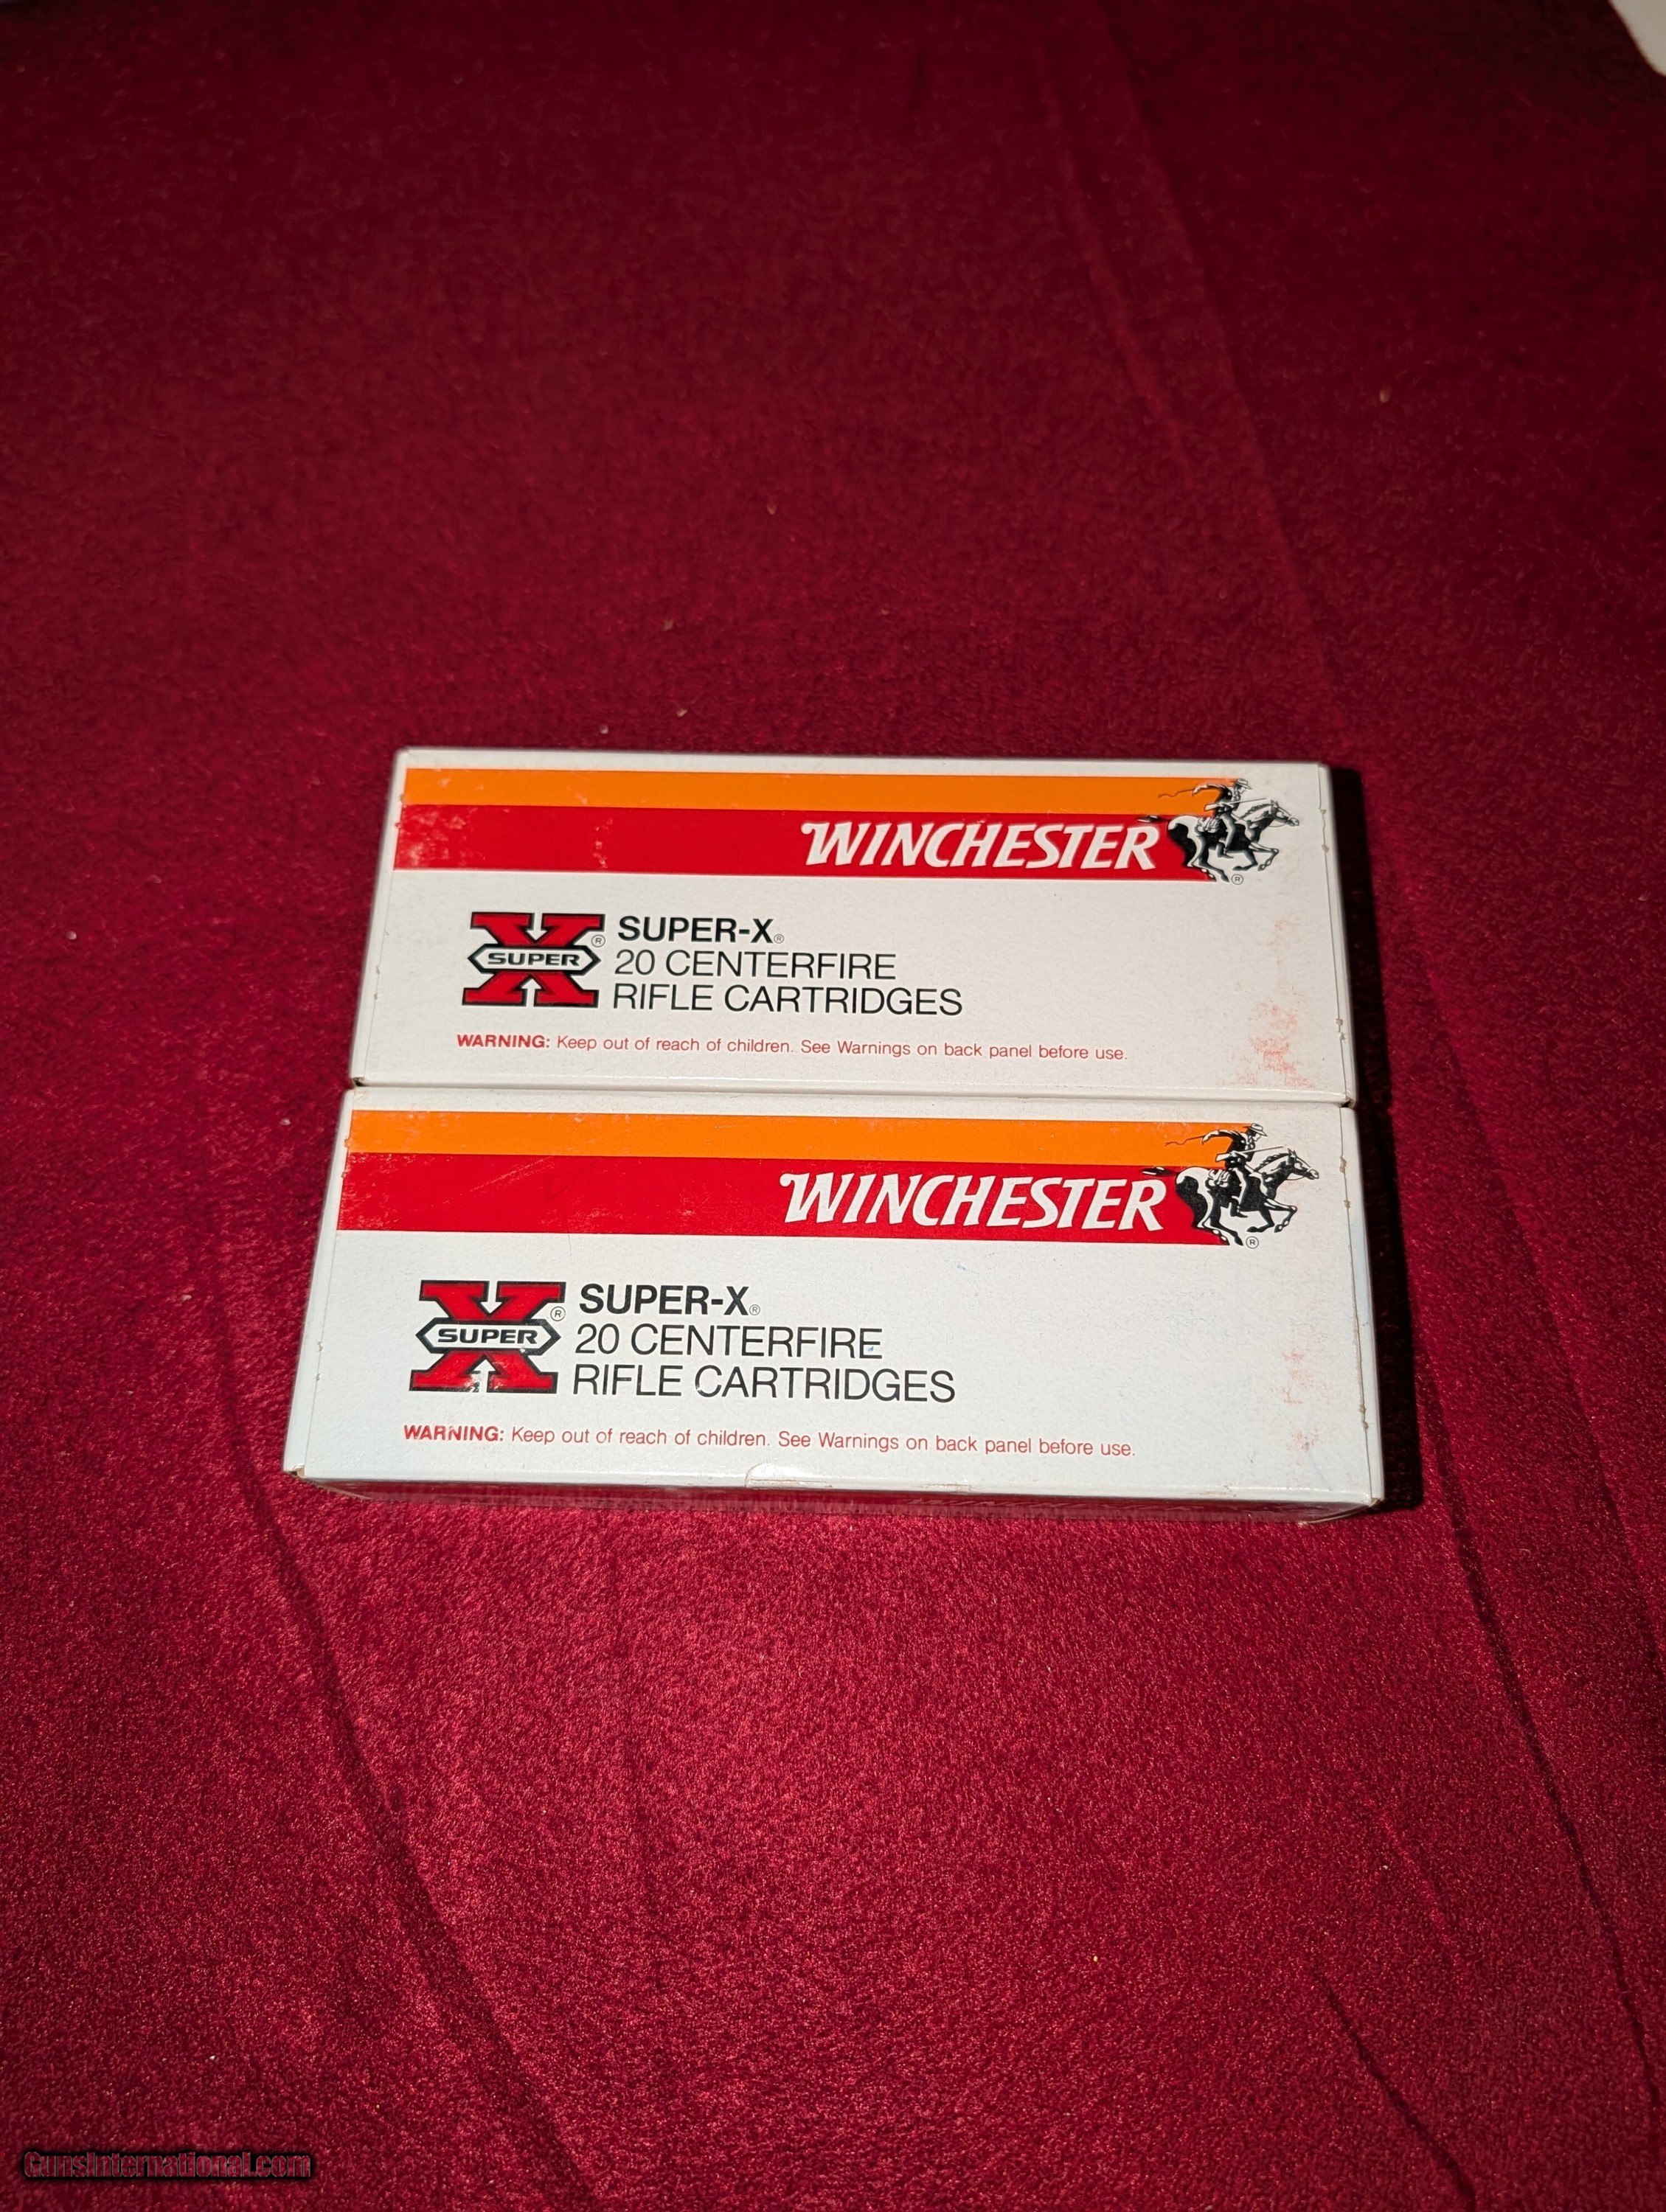 WINCHESTER
®
SUPER ®
SUPER-X®
20 CENTERFIRE
RIFLE CARTRIDGES
WARNING: Keep out of reach of children. See Warnings on back panel before use.
WINCHESTER
®
SUPER ®
SUPER-X®
20 CENTERFIRE
RIFLE CARTRIDGES
WARNING: Keep out of reach of children. See Warnings on back panel before use.
GunsInternational.com